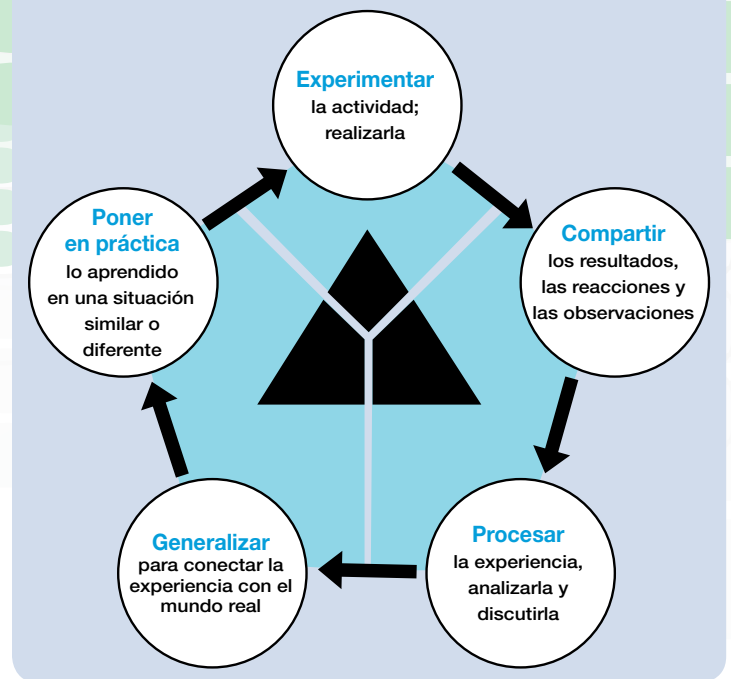 Experimentar
la actividad;
realizarla
Compartir
los resultados,
las reacciones y
las observaciones
Procesar
la experiencia,
analizarla y
discutirla
Generalizar
para conectar la
experiencia con el
mundo real
Poner
en práctica
lo aprendido
en una situación
similar o
diferente